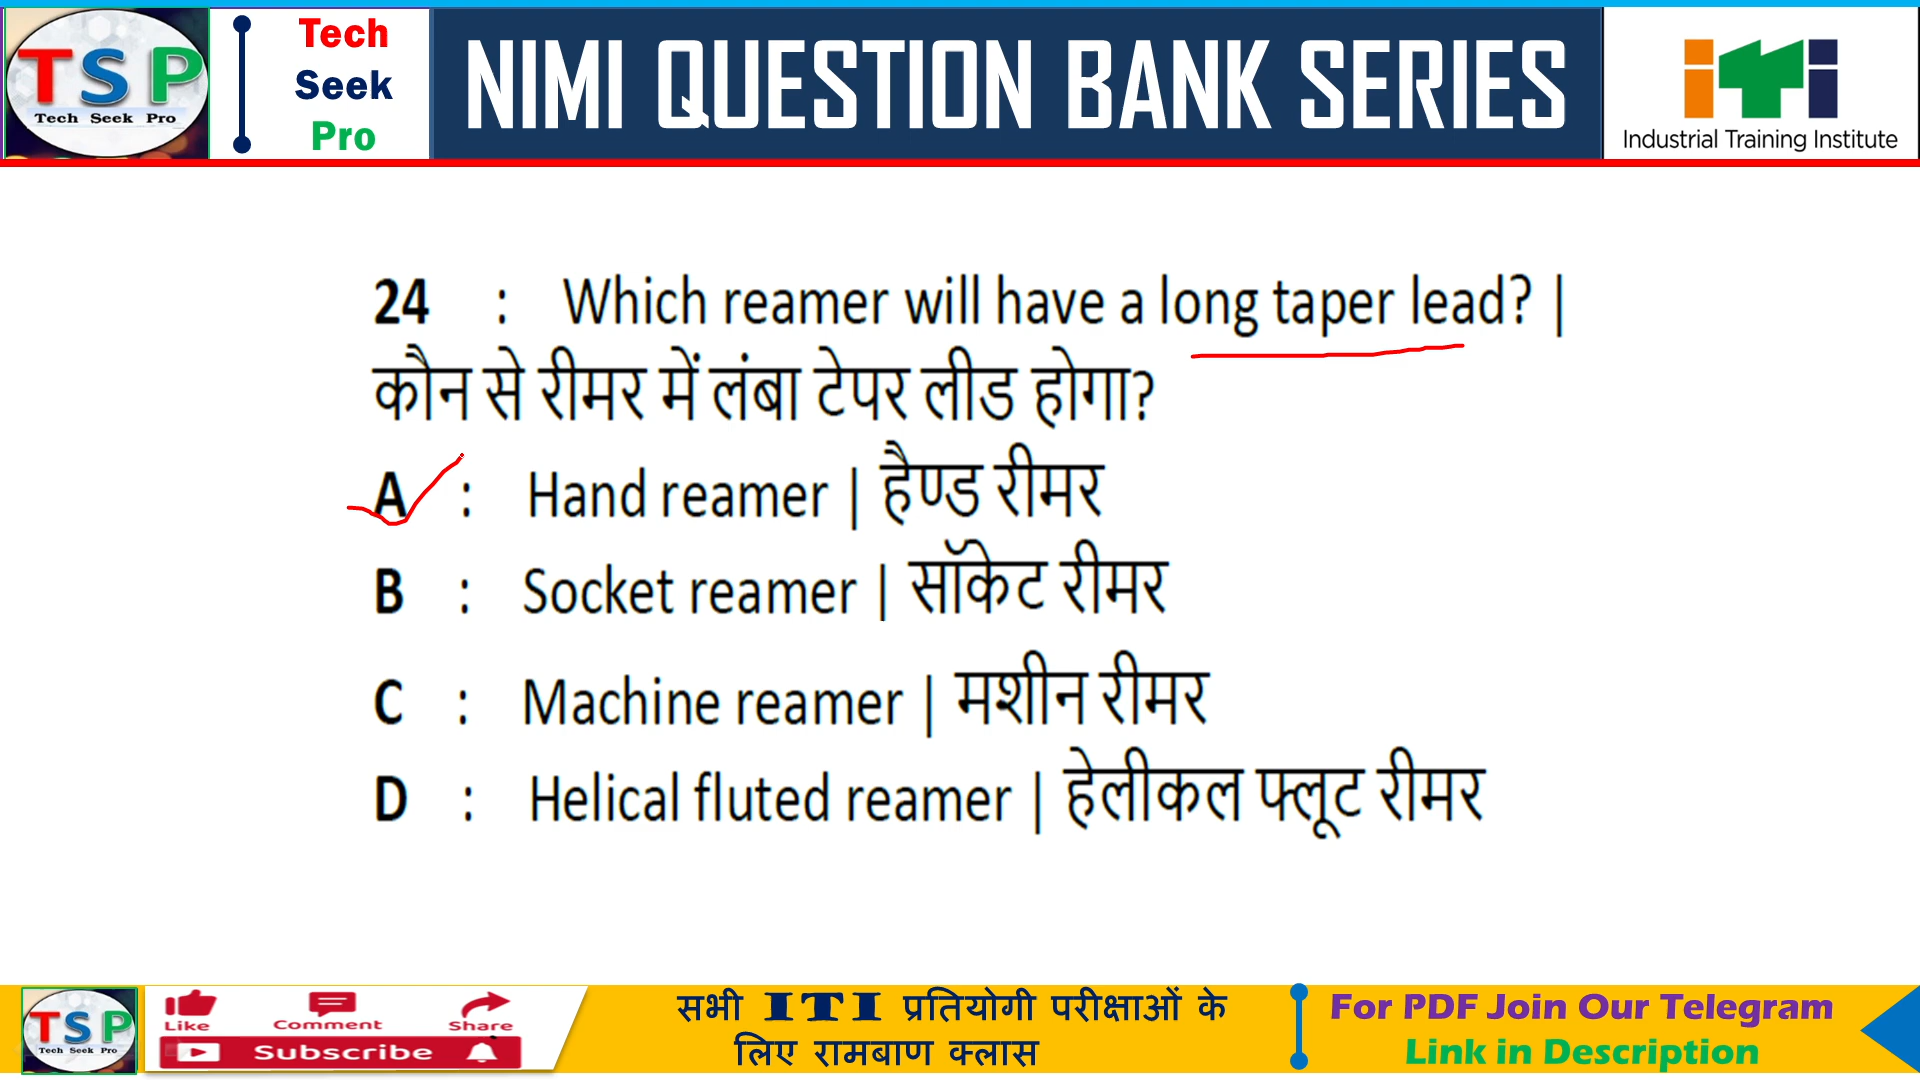 TSP
Tech Seek Pro
Tech
Seek
Pro
NIMI QUESTION BANK SERIES
iTi
Industrial Training Institute
24 : Which reamer will have a long taper lead? |
कौन से रीमर में लंबा टेपर लीड होगा?
A : Hand reamer | हैण्ड रीमर
B : Socket reamer | सॉकेट रीमर
C : Machine reamer | मशीन रीमर
D : Helical fluted reamer | हेलीकल फ्लूट रीमर
TSP
Tech Seek Pro
Like Comment Share
Subscribe
सभी ITI प्रतियोगी परीक्षाओं के
लिए रामबाण क्लास
For PDF Join Our Telegram
Link in Description